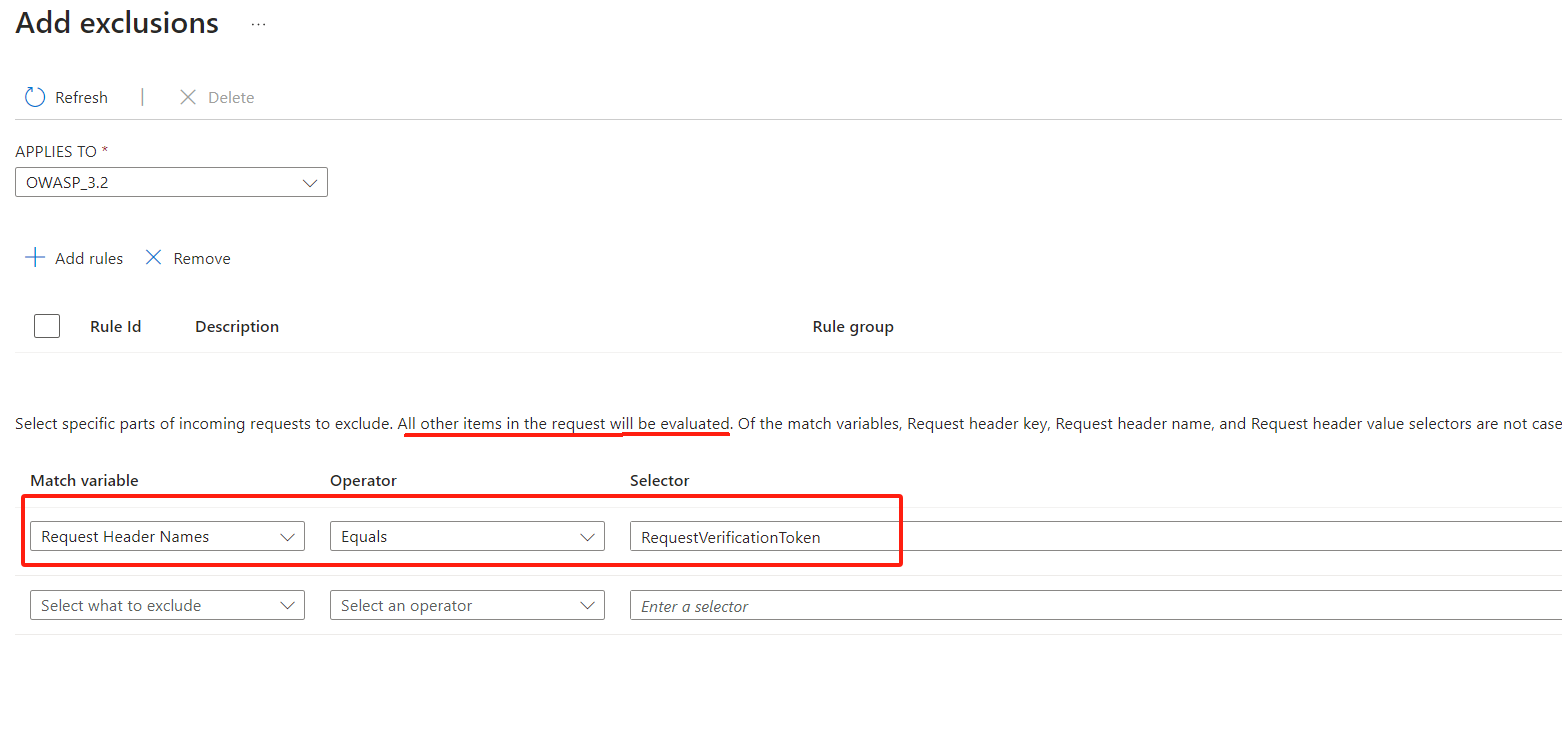 Add exclusions ...
Refresh | Delete
APPLIES TO *
OWASP_3.2
Add rules Remove
Rule Id Description Rule group
Select specific parts of incoming requests to exclude. All other items in the request will be evaluated. Of the match variables, Request header key, Request header name, and Request header value selectors are not case
Match variable Operator Selector
Request Header Names Equals RequestVerificationToken
Select what to exclude Select an operator Enter a selector